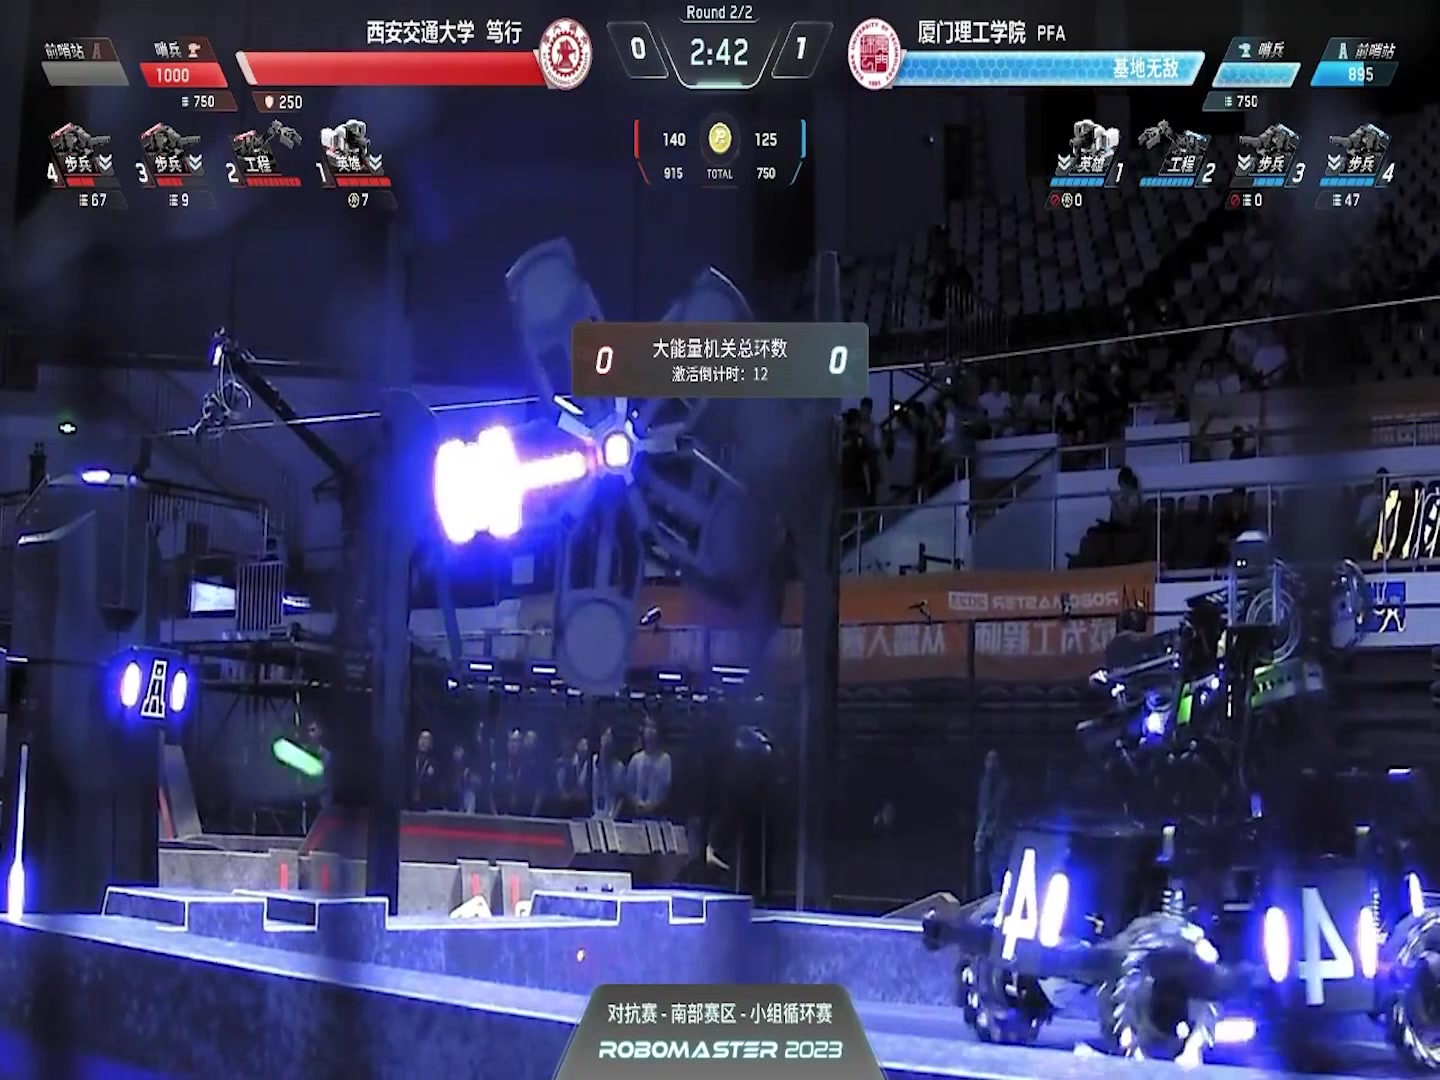 Round 2/2
西安交通大学 笃行
0
2:42
1
厦门理工学院 PFA
前哨站
哨兵
1000
750
250
基地无敌
哨兵
750
前哨站
895
140
125
915
TOTAL
750
4 步兵
67
3 步兵
9
2 工程
1 英雄
7
英雄 1
0
工程 2
步兵 3
0
步兵 4
47
0
大能量机关总环数
激活倒计时：12
0
4
4
对抗赛 - 南部赛区 - 小组循环赛
ROBOMASTER 2023